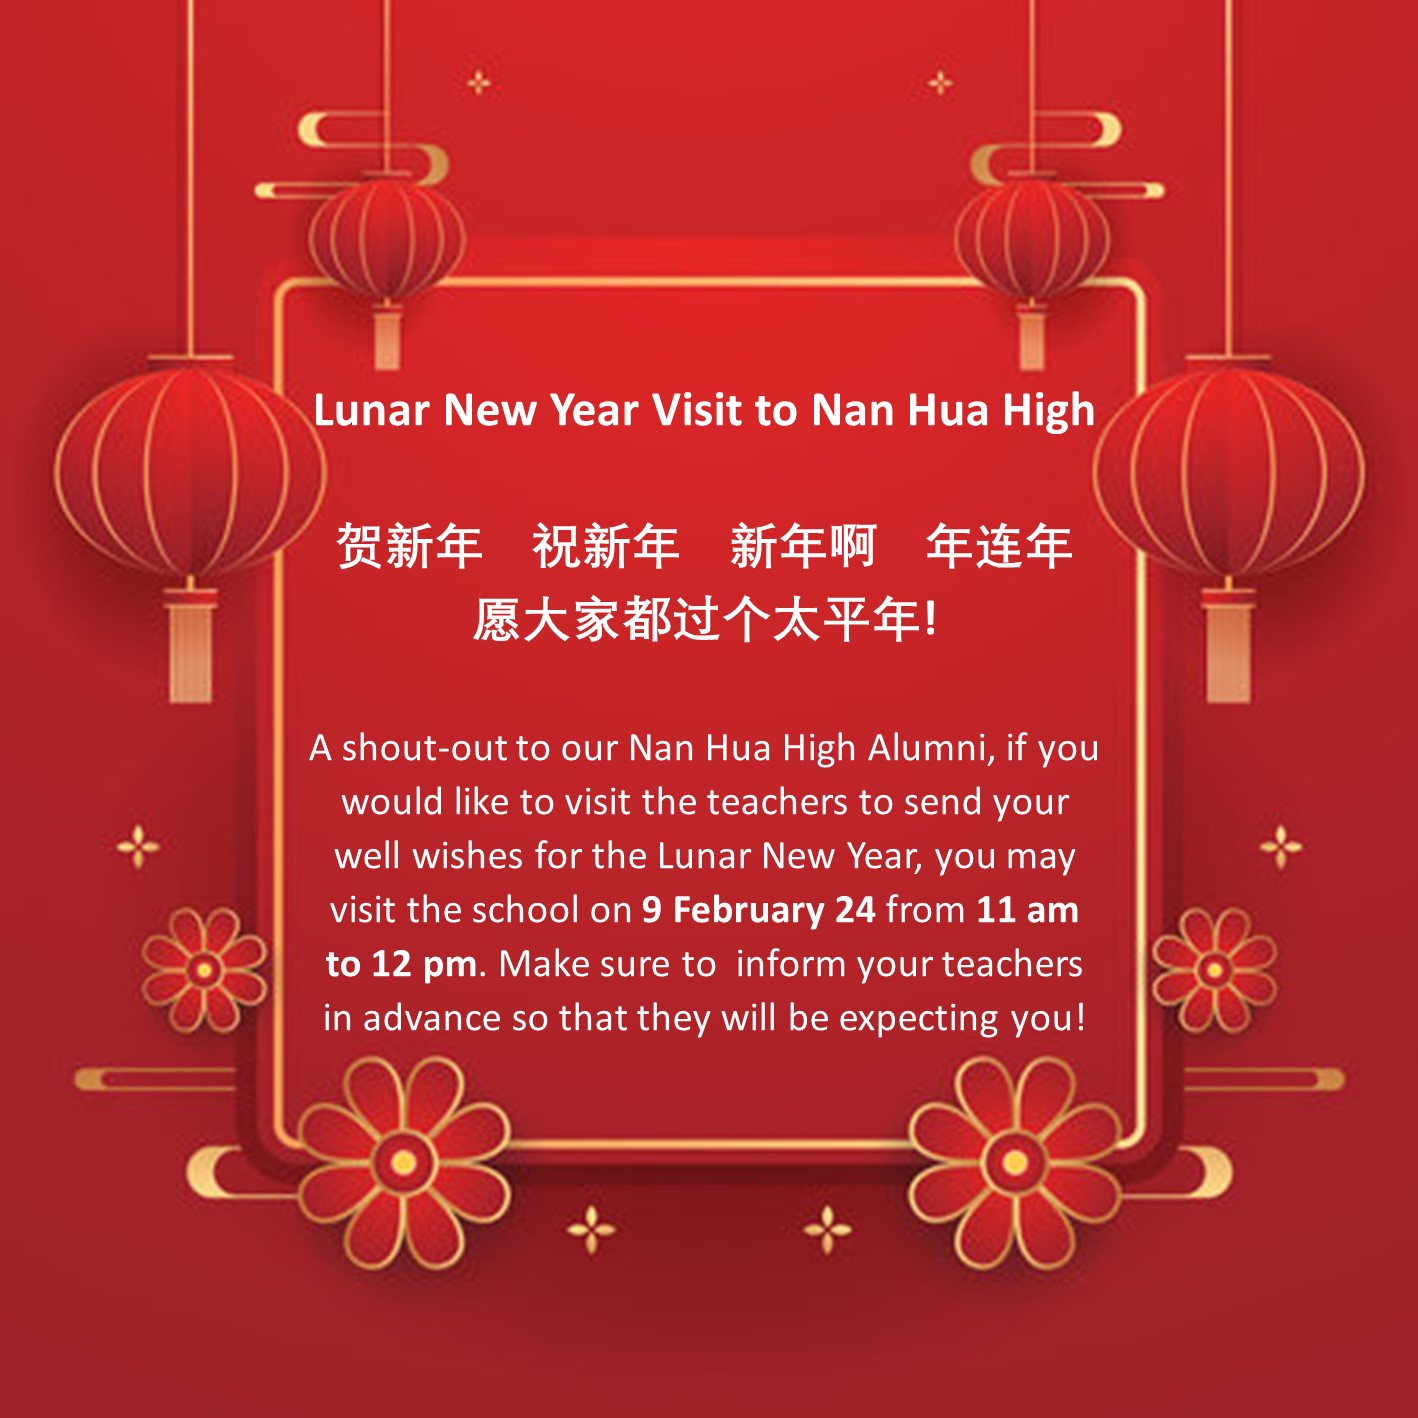 Lunar New Year Visit to Nan Hua High
贺新年 祝新年 新年啊 年连年
愿大家都过个太平年!
A shout-out to our Nan Hua High Alumni, if you
would like to visit the teachers to send your
well wishes for the Lunar New Year, you may
visit the school on 9 February 24 from 11 am
to 12 pm. Make sure to  inform your teachers
in advance so that they will be expecting you!